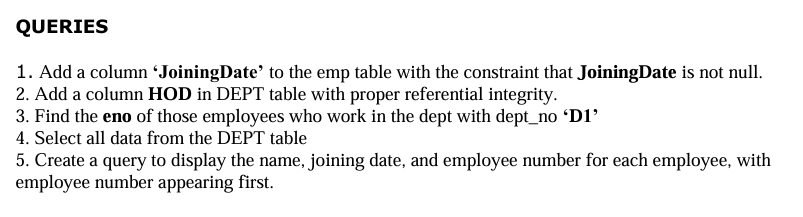 QUERIES
1. Add a column ‘JoiningDate’ to the emp table with the constraint that JoiningDate is not null.
2. Add a column HOD in DEPT table with proper referential integrity.
3. Find the eno of those employees who work in the dept with dept_no ‘D1’
4. Select all data from the DEPT table
5. Create a query to display the name, joining date, and employee number for each employee, with
employee number appearing first.